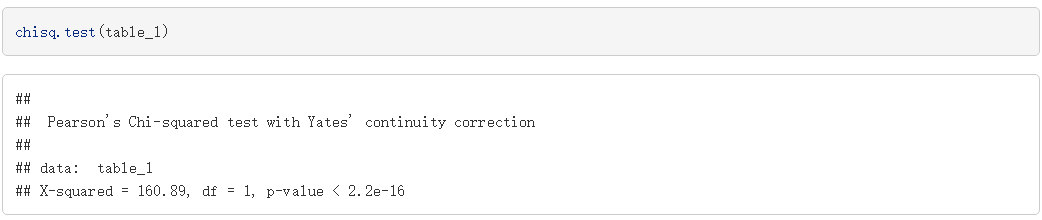 chisq.test(table_1)
##
##  Pearson's Chi-squared test with Yates' continuity correction
##
## data:  table_1
## X-squared = 160.89, df = 1, p-value < 2.2e-16